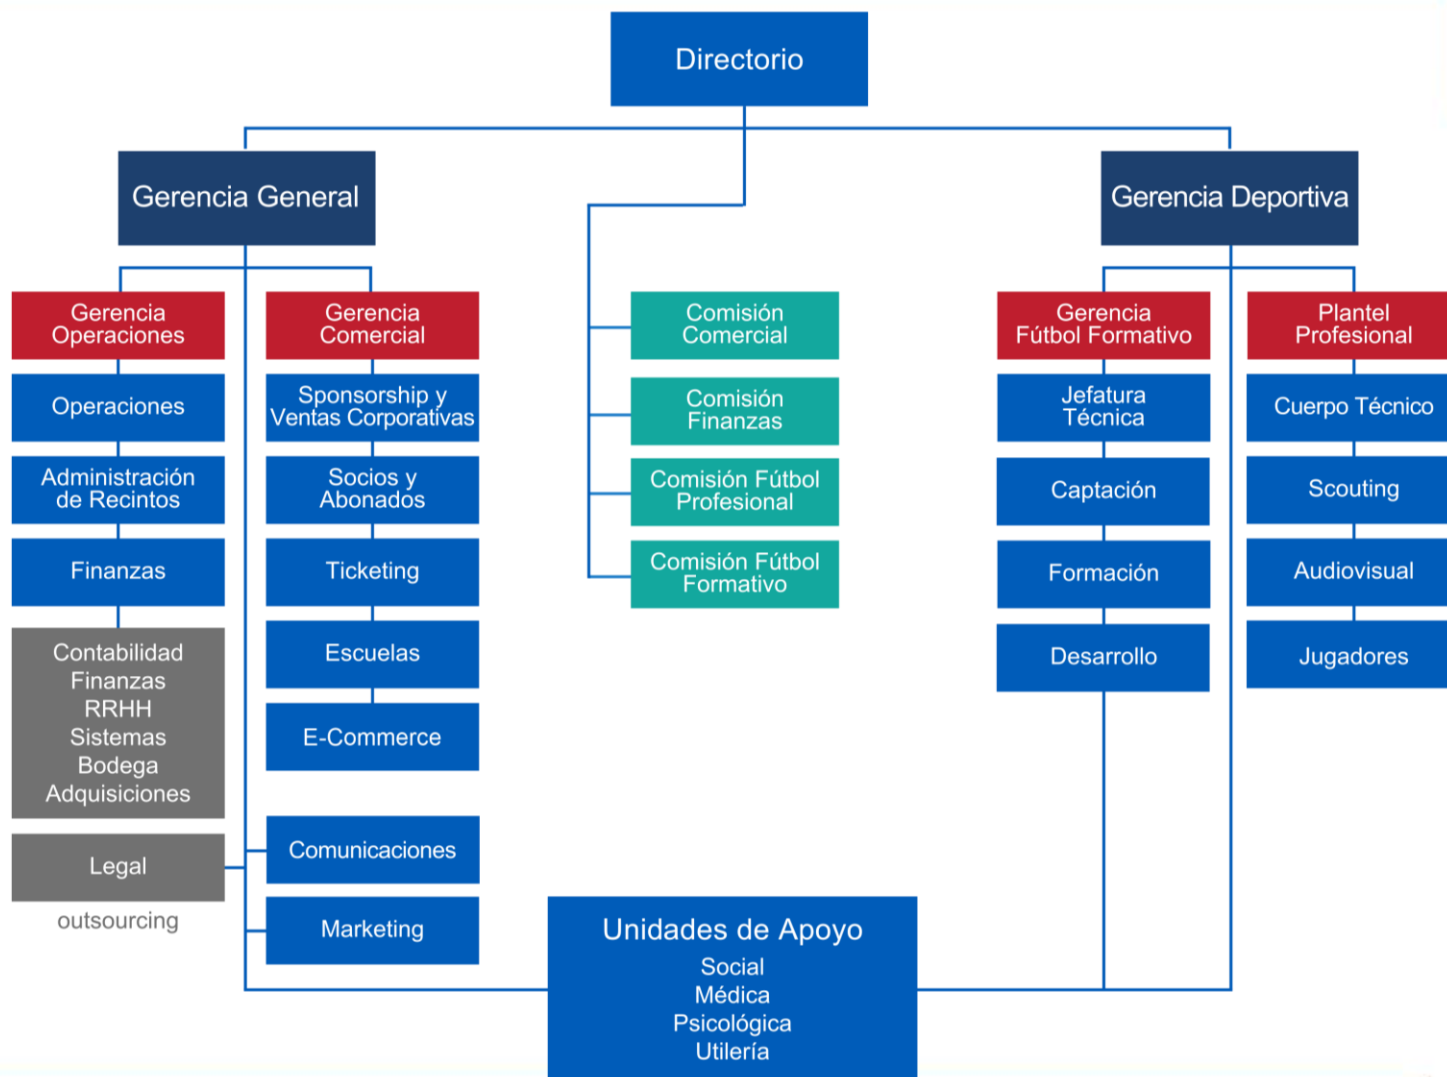 Directorio
Gerencia General
Gerencia Deportiva
Gerencia
Operaciones
Operaciones
Administración
de Recintos
Finanzas
Contabilidad
Finanzas
RRHH
Sistemas
Bodega
Adquisiciones
Legal
outsourcing
Gerencia
Comercial
Sponsorship y
Ventas Corporativas
Socios y
Abonados
Ticketing
Escuelas
E-Commerce
Comunicaciones
Marketing
Comisión
Comercial
Comisión
Finanzas
Comisión Fútbol
Profesional
Comisión Fútbol
Formativo
Gerencia
Fútbol Formativo
Jefatura
Técnica
Captación
Formación
Desarrollo
Plantel
Profesional
Cuerpo Técnico
Scouting
Audiovisual
Jugadores
Unidades de Apoyo
Social
Médica
Psicológica
Utilería